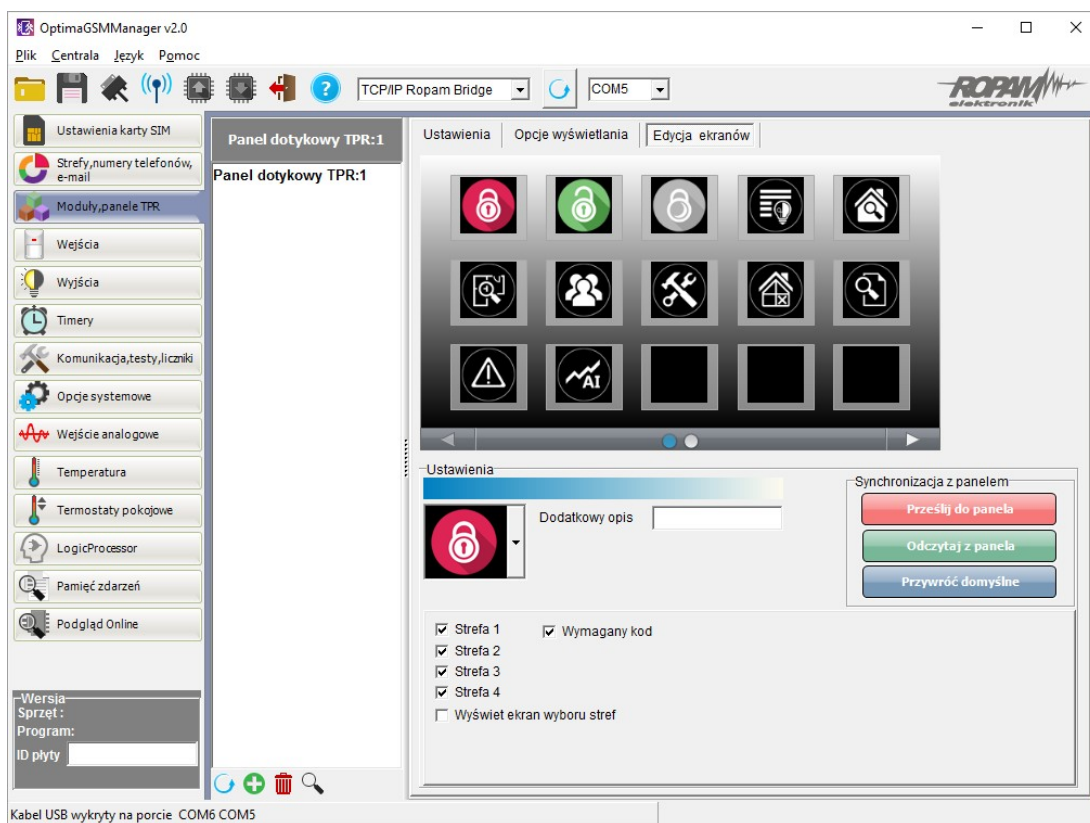 OptimaGSMManager v2.0
Plik Centrala Język Pomoc
TCP/IP Ropam Bridge
COM5
ROPAM
elektronik
Ustawienia karty SIM
Strefy,numery telefonów,
e-mail
Moduły,panele TPR
Wejścia
Wyjścia
Timery
Komunikacja,testy,liczniki
Opcje systemowe
Wejście analogowe
Temperatura
Termostaty pokojowe
LogicProcessor
Pamięć zdarzeń
Podgląd Online
Wersja
Sprzęt :
Program:
ID płyty
Panel dotykowy TPR:1
Panel dotykowy TPR:1
Ustawienia
Opcje wyświetlania
Edycja ekranów
AI
Ustawienia
Dodatkowy opis
Synchronizacja z panelem
Prześlij do panela
Odczytaj z panela
Przywróć domyślne
Strefa 1
Wymagany kod
Strefa 2
Strefa 3
Strefa 4
Wyświet ekran wyboru stref
Kabel USB wykryty na porcie COM6 COM5